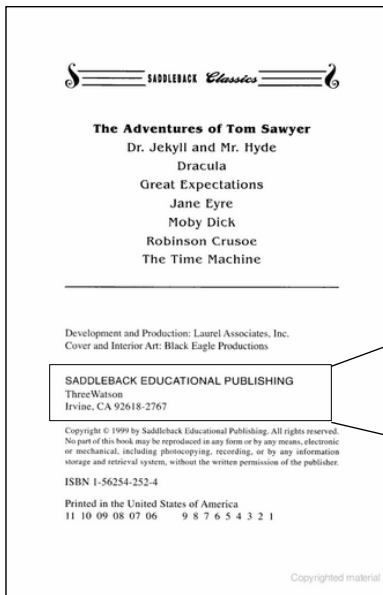 SADDLEBACK Classics
The Adventures of Tom Sawyer
Dr. Jekyll and Mr. Hyde
Dracula
Great Expectations
Jane Eyre
Moby Dick
Robinson Crusoe
The Time Machine
Development and Production: Laurel Associates, Inc.
Cover and Interior Art: Black Eagle Productions
SADDLEBACK EDUCATIONAL PUBLISHING
ThreeWatson
Irvine, CA 92618-2767
Copyright © 1999 by Saddleback Educational Publishing. All rights reserved.
No part of this book may be reproduced in any form or by any means, electronic
or mechanical, including photocopying, recording, or by any information
storage and retrieval system, without the written permission of the publisher.
ISBN 1-56254-252-4
Printed in the United States of America
11 10 09 08 07 06 9 8 7 6 5 4 3 2 1
Copyrighted material